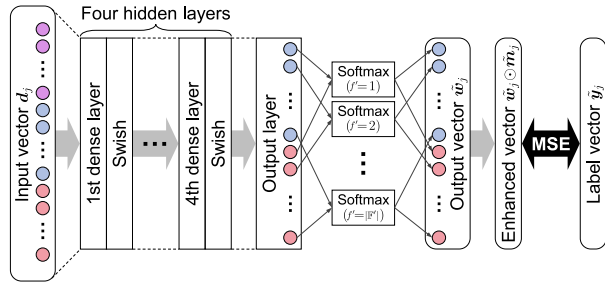 Four hidden layers
Input vector d_j
1st dense layer
Swish
...
4th dense layer
Swish
Output layer
Softmax
(f'=1)
Softmax
(f'=2)
Softmax
(f'=|𝔽'|)
Output vector w̃_j
Enhanced vector w̃_j⊙m̃_j
MSE
Label vector ỹ_j